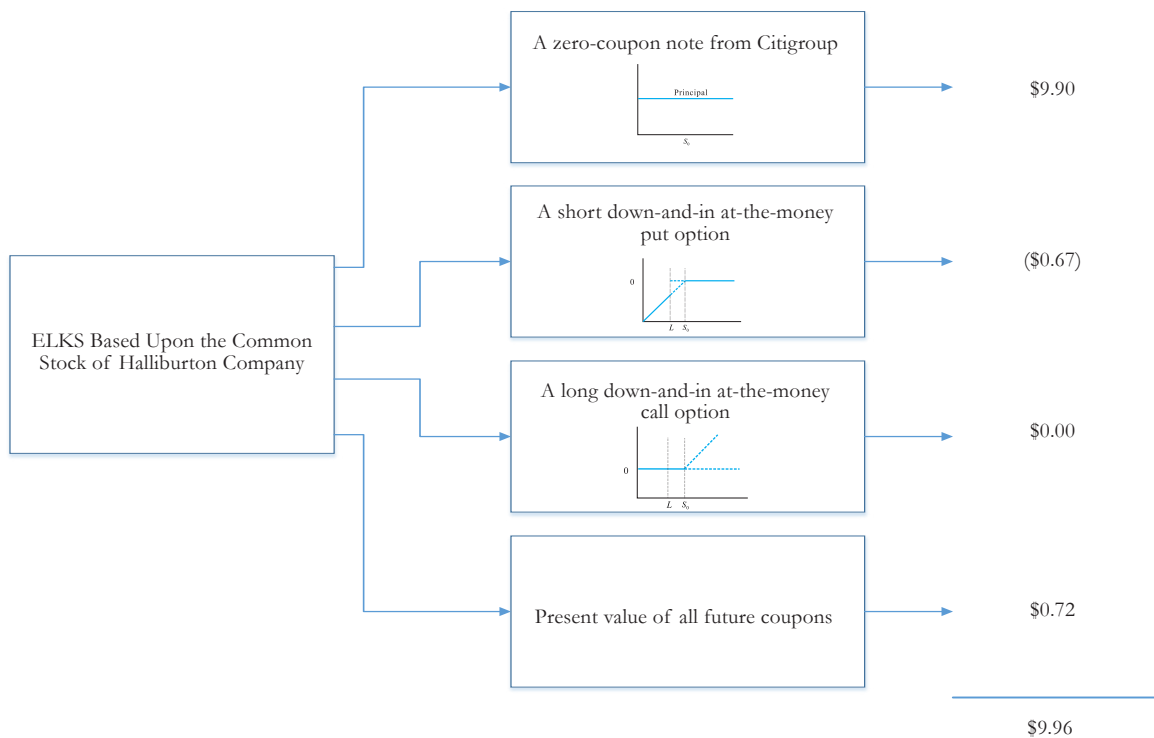 A zero-coupon note from Citigroup
Principal
S₀
$9.90
A short down-and-in at-the-money
put option
0
L S₀
($0.67)
ELKS Based Upon the Common
Stock of Halliburton Company
A long down-and-in at-the-money
call option
0
L S₀
$0.00
Present value of all future coupons
$0.72
$9.96